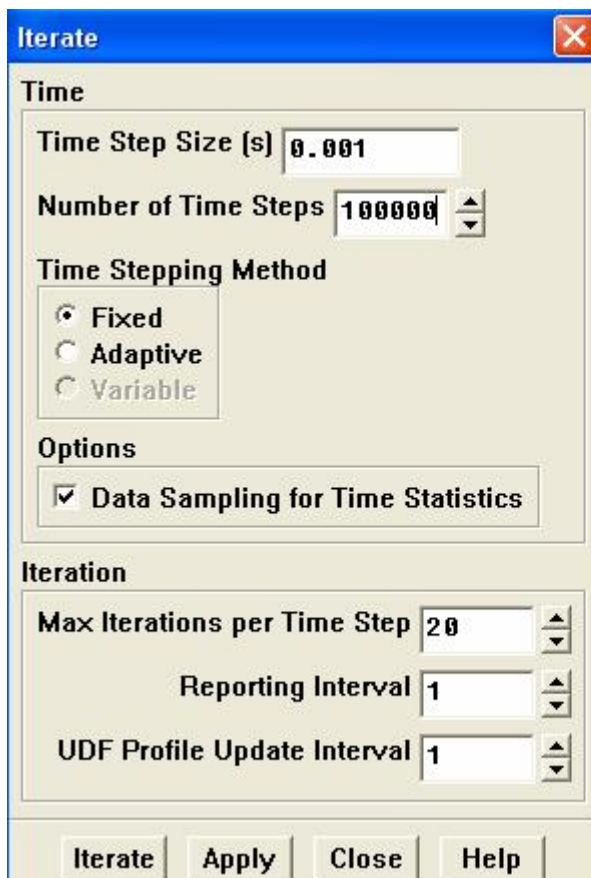 Iterate
Time
Time Step Size (s) 0.001
Number of Time Steps 100000
Time Stepping Method
Fixed
Adaptive
Variable
Options
Data Sampling for Time Statistics
Iteration
Max Iterations per Time Step 20
Reporting Interval 1
UDF Profile Update Interval 1
Iterate Apply Close Help